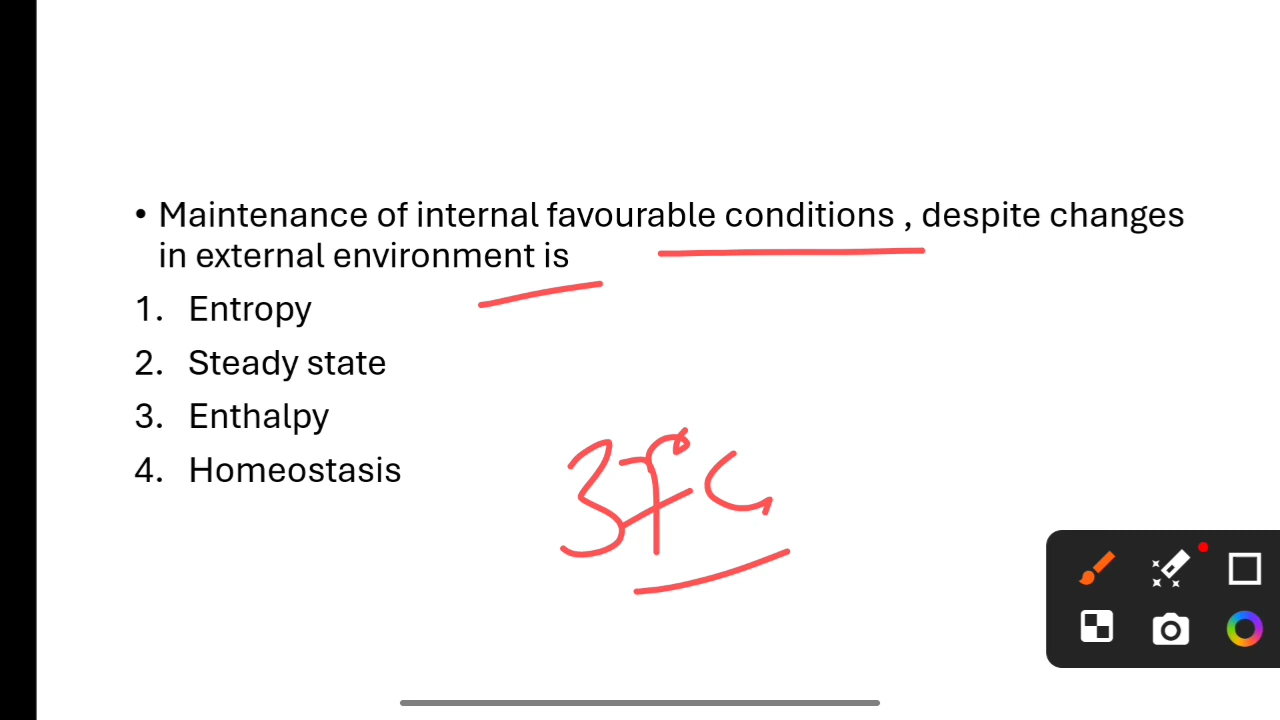 • Maintenance of internal favourable conditions , despite changes
in external environment is
1. Entropy
2. Steady state
3. Enthalpy
4. Homeostasis
37°C